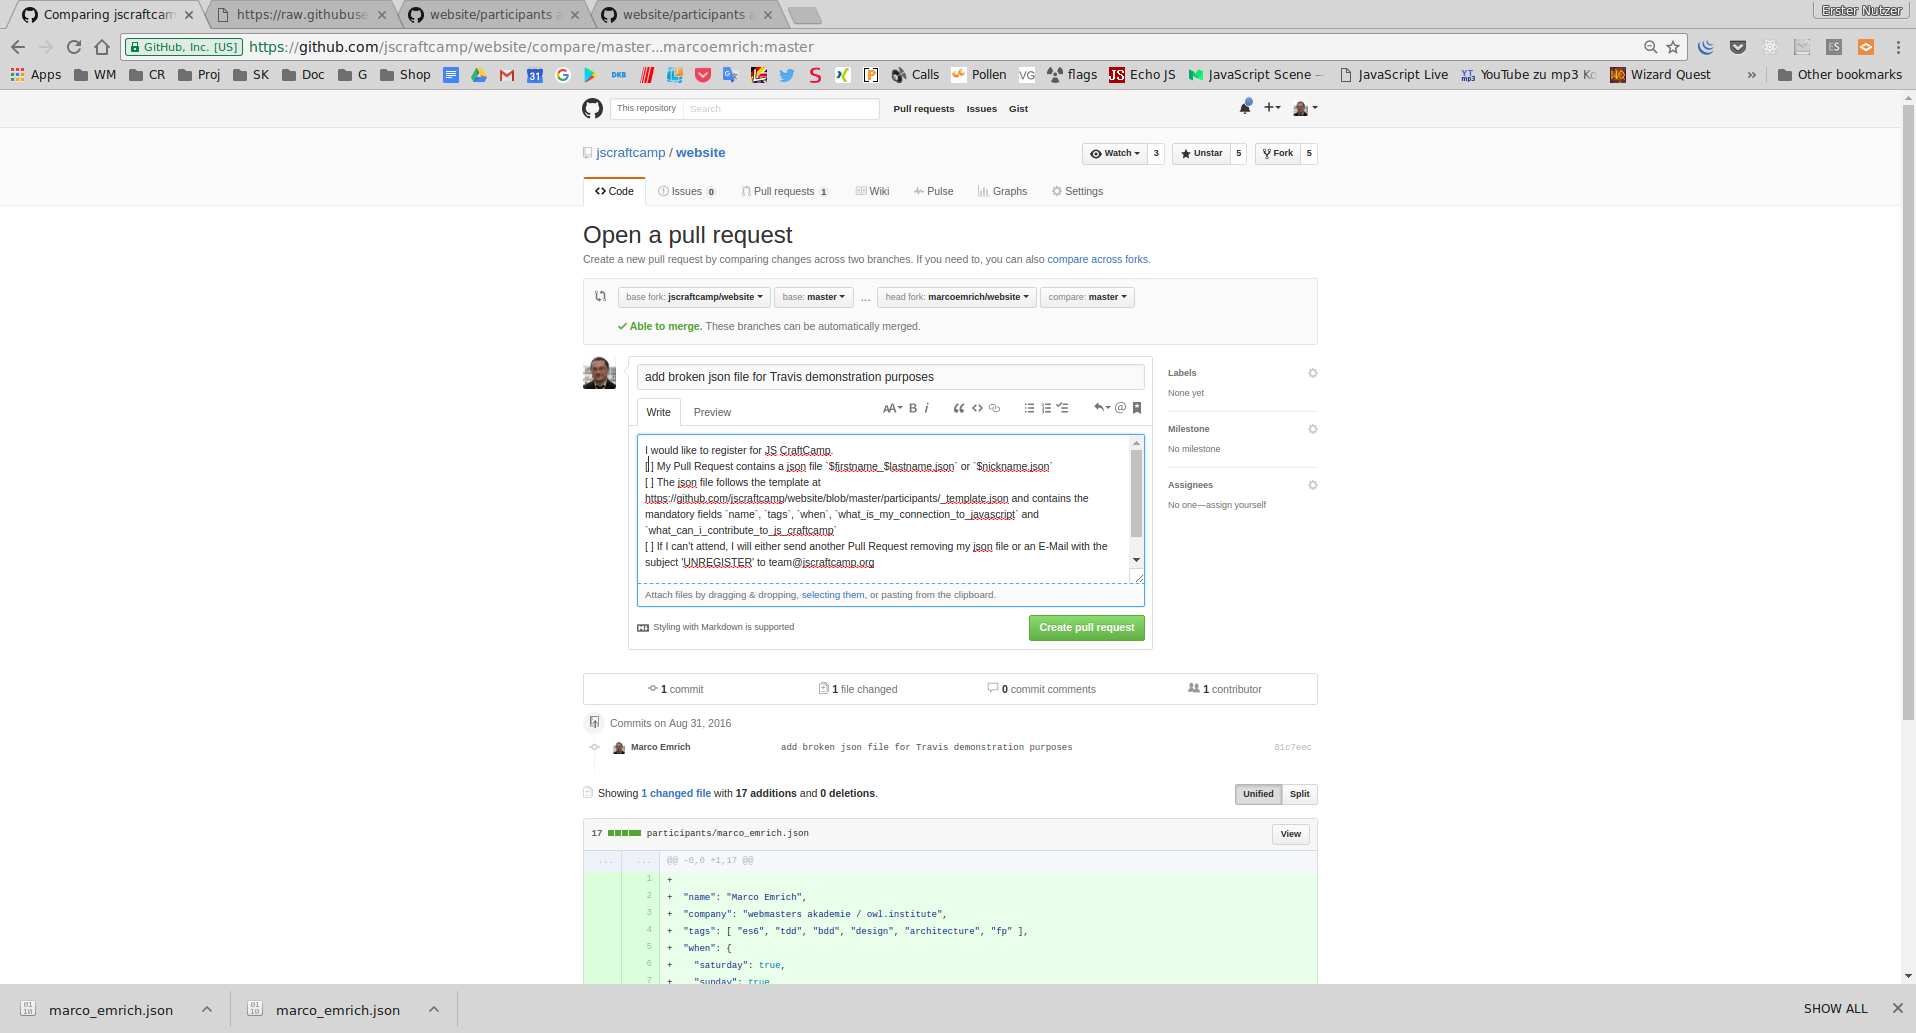 Erster Nutzer
Comparing jscraftcamp
https://raw.githubuse
website/participants a
website/participants a
GitHub, Inc. [US]
https://github.com/jscraftcamp/website/compare/master...marcoemrich:master
Apps WM CR Proj SK Doc G Shop Calls Pollen VG flags Echo JS JavaScript Scene JavaScript Live YouTube zu mp3 Ko Wizard Quest » Other bookmarks
This repository Search Pull requests Issues Gist
jscraftcamp / website
Watch 3 Unstar 5 Fork 5
Code Issues 0 Pull requests 1 Wiki Pulse Graphs Settings
Open a pull request
Create a new pull request by comparing changes across two branches. If you need to, you can also compare across forks.
base fork: jscraftcamp/website base: master ... head fork: marcoemrich/website compare: master
Able to merge. These branches can be automatically merged.
add broken json file for Travis demonstration purposes
Write Preview
I would like to register for JS CraftCamp.
[ ] My Pull Request contains a json file `$firstname_$lastname.json` or `$nickname.json`
[ ] The json file follows the template at
https://github.com/jscraftcamp/website/blob/master/participants/_template.json and contains the
mandatory fields `name`, `tags`, `when`, `what_is_my_connection_to_javascript` and
`what_can_i_contribute_to_js_craftcamp`
[ ] If I can't attend, I will either send another Pull Request removing my json file or an E-Mail with the
subject 'UNREGISTER' to team@jscraftcamp.org
Attach files by dragging & dropping, selecting them, or pasting from the clipboard.
Styling with Markdown is supported
Create pull request
Labels
None yet
Milestone
No milestone
Assignees
No one—assign yourself
1 commit 1 file changed 0 commit comments 1 contributor
Commits on Aug 31, 2016
Marco Emrich add broken json file for Travis demonstration purposes 81c7eec
Showing 1 changed file with 17 additions and 0 deletions.
Unified Split
17 participants/marco_emrich.json View
... ... @@ -0,0 +1,17 @@
1 +
2 + "name": "Marco Emrich",
3 + "company": "webmasters akademie / owl.institute",
4 + "tags": [ "es6", "tdd", "bdd", "design", "architecture", "fp" ],
5 + "when": {
6 + "saturday": true,
7 + "sunday": true
marco_emrich.json
marco_emrich.json
SHOW ALL